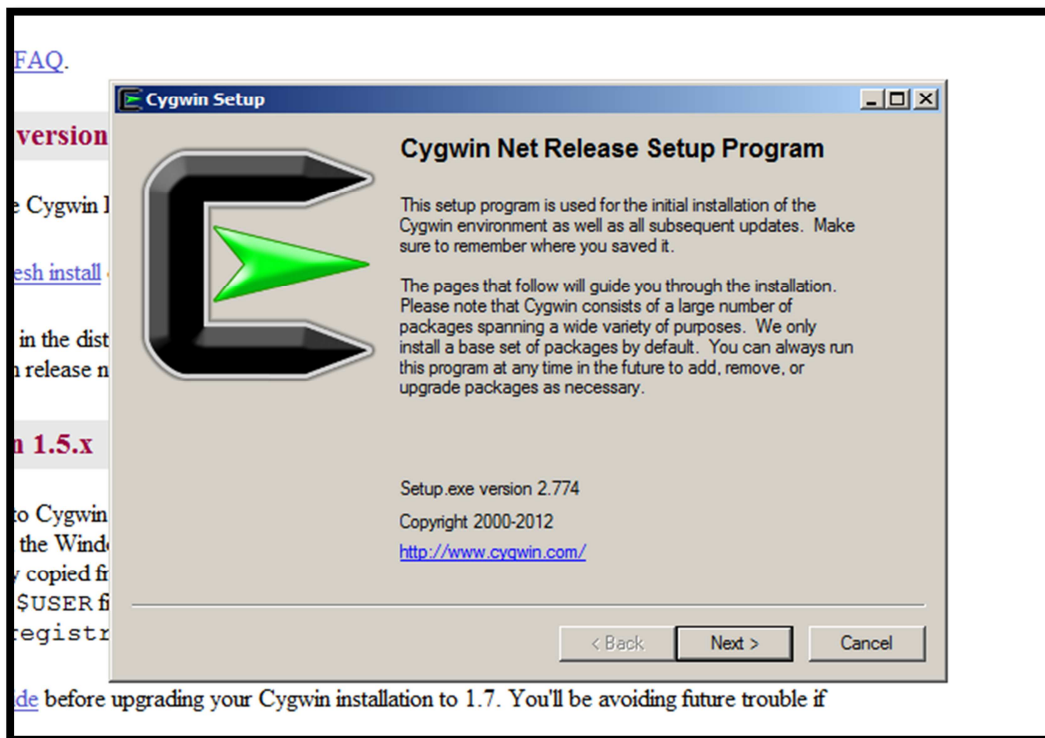 FAQ.
Cygwin Setup
version
Cygwin Net Release Setup Program
e Cygwin
This setup program is used for the initial installation of the
Cygwin environment as well as all subsequent updates. Make
sure to remember where you saved it.
esh install
The pages that follow will guide you through the installation.
Please note that Cygwin consists of a large number of
packages spanning a wide variety of purposes. We only
install a base set of packages by default. You can always run
this program at any time in the future to add, remove, or
upgrade packages as necessary.
in the dist
n release n
n 1.5.x
Setup.exe version 2.774
Copyright 2000-2012
http://www.cygwin.com/
to Cygwin
the Wind
y copied fr
$USER fi
registr
< Back
Next >
Cancel
de before upgrading your Cygwin installation to 1.7. You'll be avoiding future trouble if